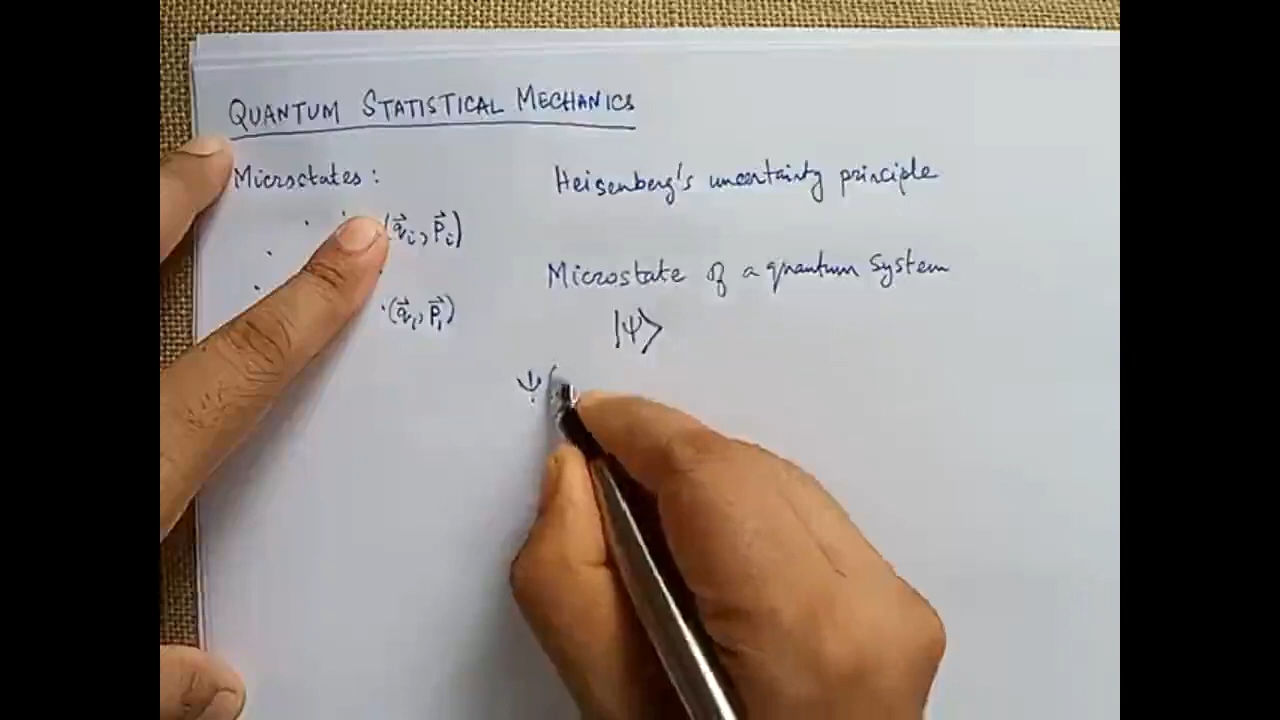 QUANTUM STATISTICAL MECHANICS
Microstates :
(q⃗ᵢ, p⃗ᵢ)
(q⃗ᵢ, p⃗ᵢ)
Heisenberg's uncertainty principle
Microstate of a quantum system
|ψ>
ψ(